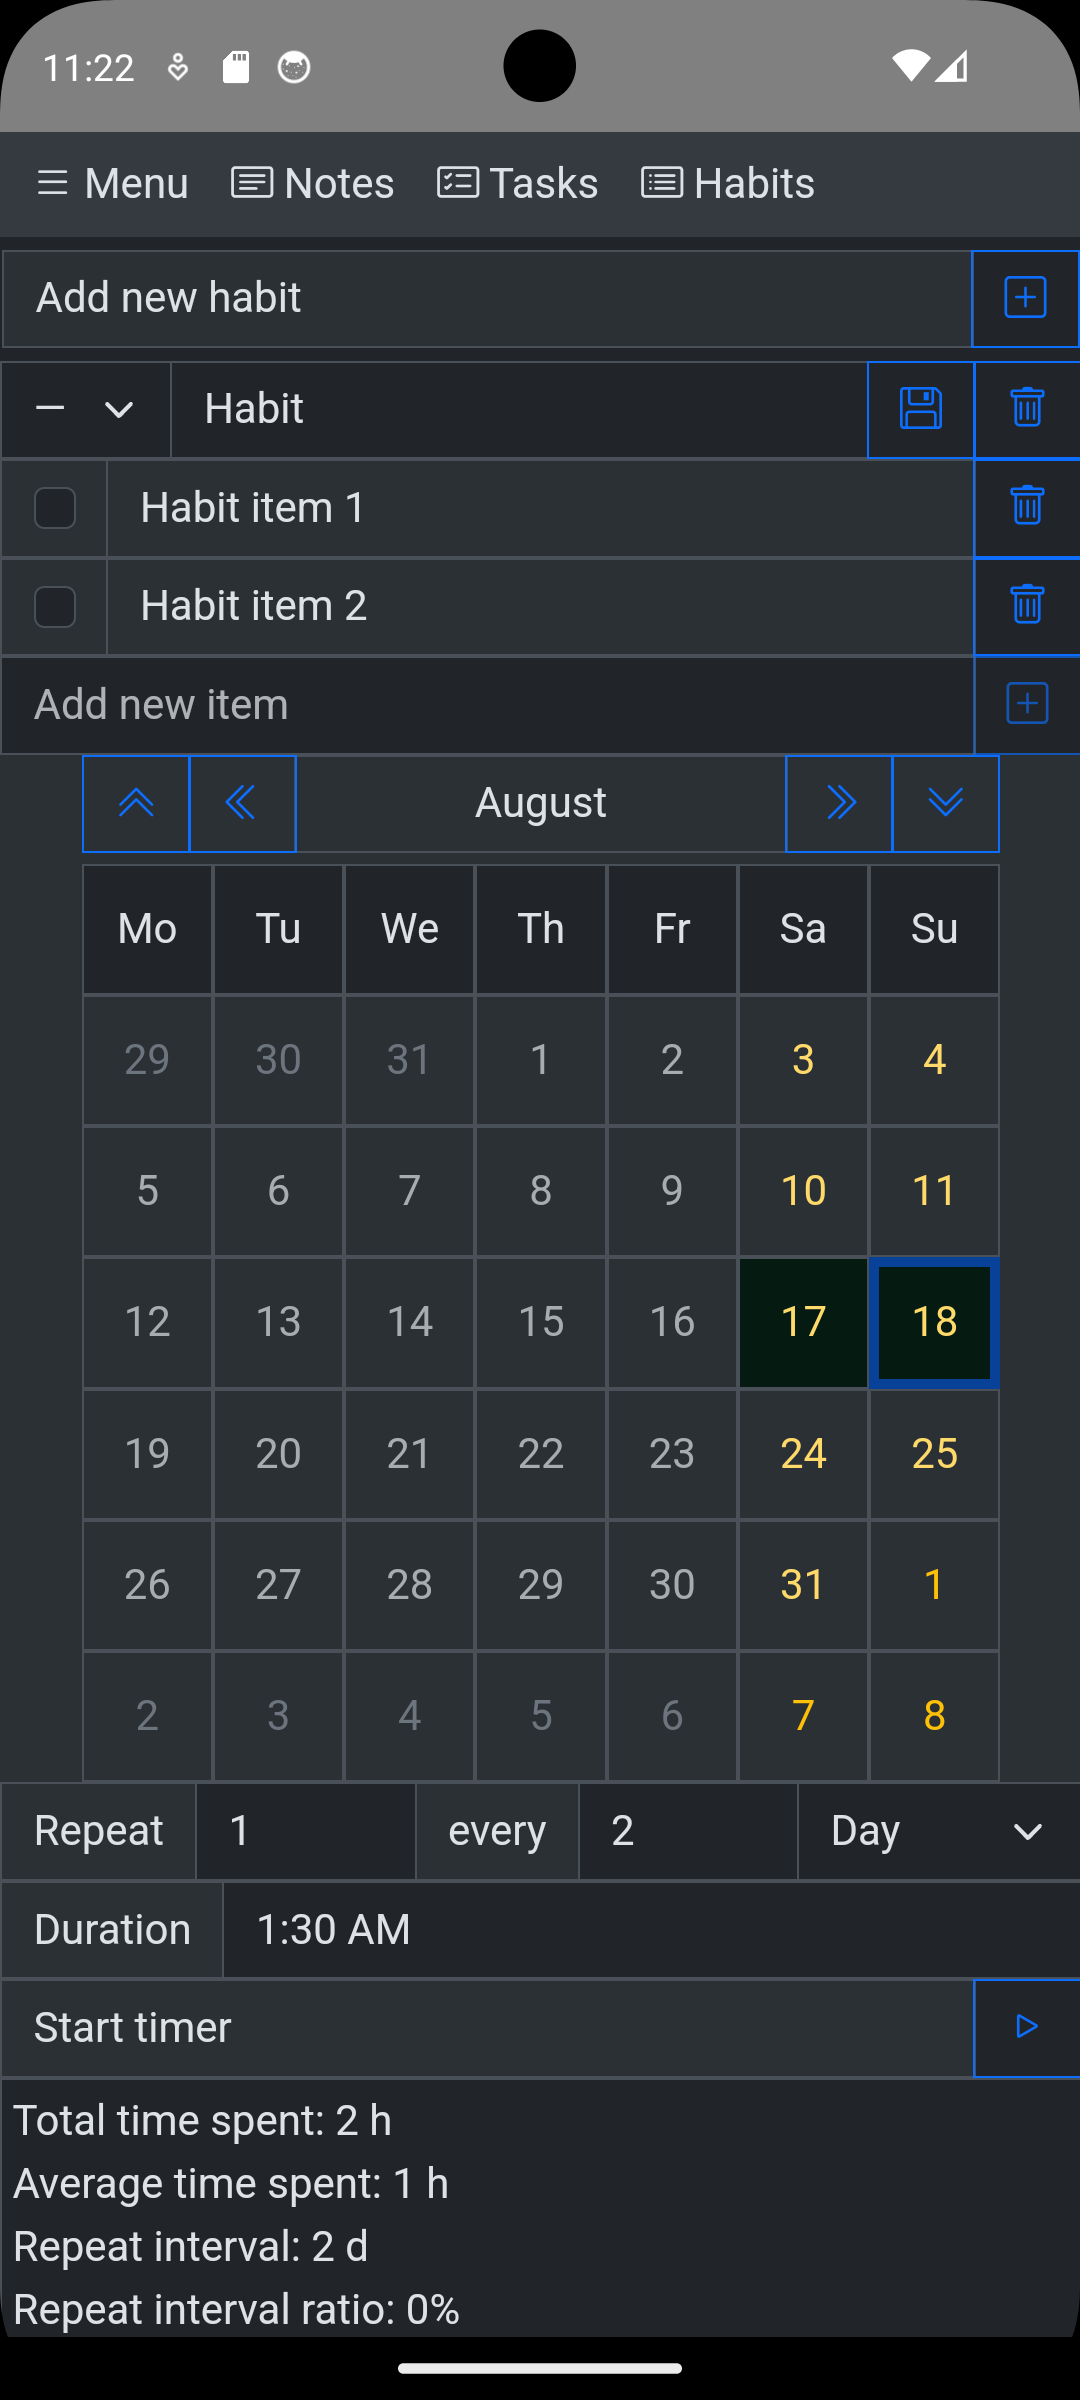 11:22
Menu Notes Tasks Habits
Add new habit
Habit
Habit item 1
Habit item 2
Add new item
August
Mo Tu We Th Fr Sa Su
29 30 31 1 2 3 4
5 6 7 8 9 10 11
12 13 14 15 16 17 18
19 20 21 22 23 24 25
26 27 28 29 30 31 1
2 3 4 5 6 7 8
Repeat 1 every 2 Day
Duration 1:30 AM
Start timer
Total time spent: 2 h
Average time spent: 1 h
Repeat interval: 2 d
Repeat interval ratio: 0%